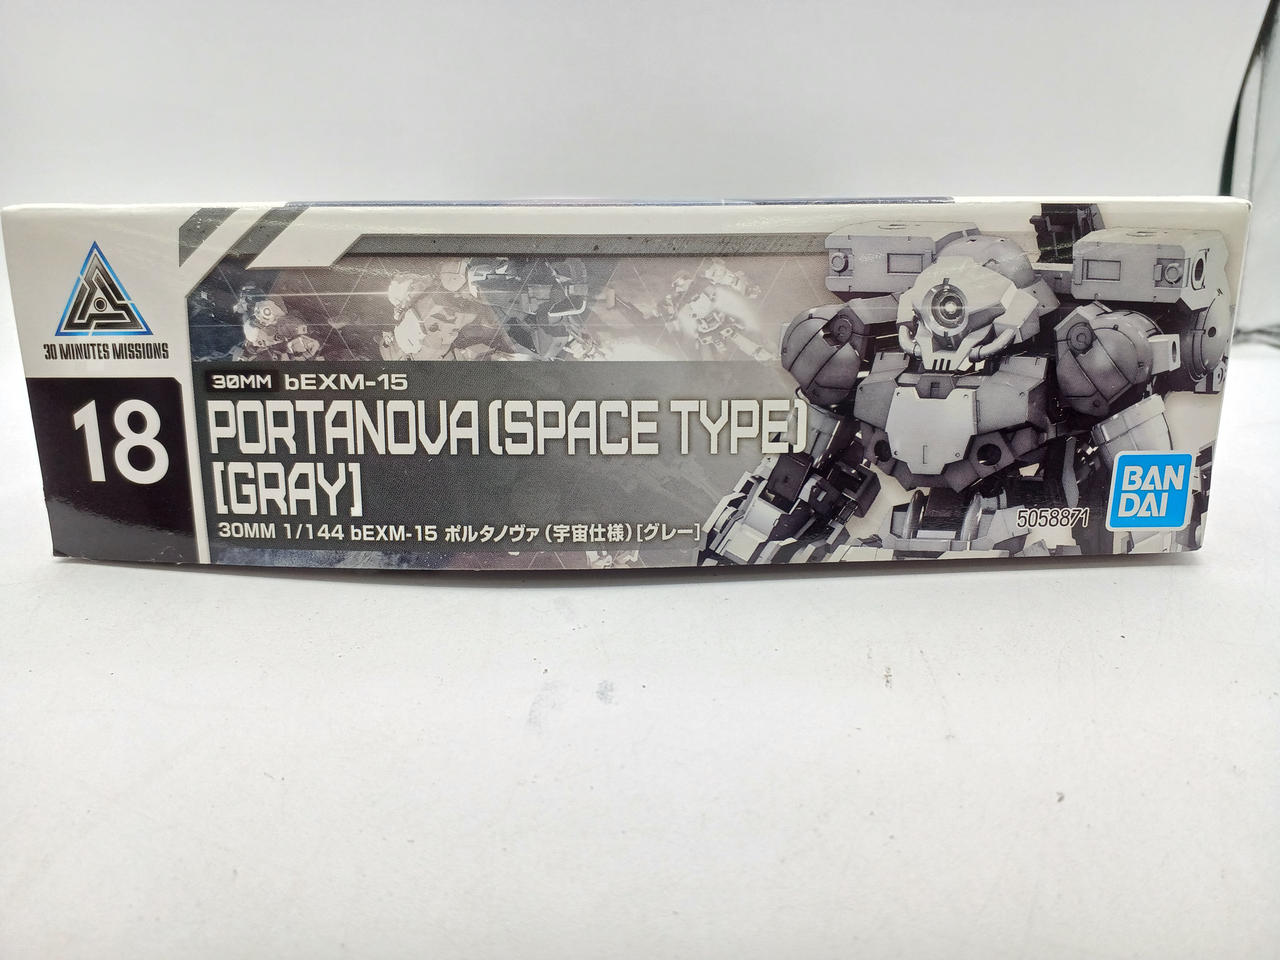 30 MINUTES MISSIONS
18
30MM bEXM-15
PORTANOVA (SPACE TYPE)
[GRAY]
30MM 1/144 bEXM-15 ポルタノヴァ (宇宙仕様) [グレー]
5058871
BAN
DAI